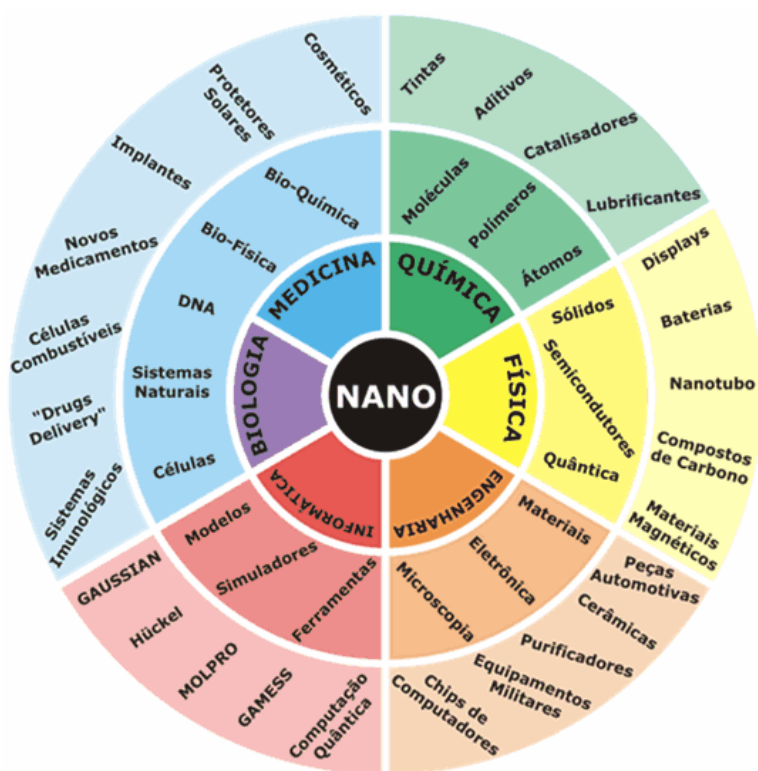 NANO
MEDICINA
QUÍMICA
FÍSICA
ENGENHARIA
INFORMÁTICA
BIOLOGIA
Bio-Química
Bio-Física
DNA
Sistemas
Naturais
Células
Cosméticos
Protetores
Solares
Implantes
Novos
Medicamentos
Células
Combustíveis
"Drugs
Delivery"
Sistemas
Imunológicos
Moléculas
Polímeros
Átomos
Tintas
Aditivos
Catalisadores
Lubrificantes
Sólidos
Semicondutores
Quântica
Displays
Baterias
Nanotubo
Compostos
de Carbono
Materiais
Magnéticos
Materiais
Eletrônica
Microscopia
Peças
Automotivas
Cerâmicas
Purificadores
Equipamentos
Militares
Chips de
Computadores
Modelos
Simuladores
Ferramentas
GAUSSIAN
Hückel
MOLPRO
GAMESS
Computação
Quântica